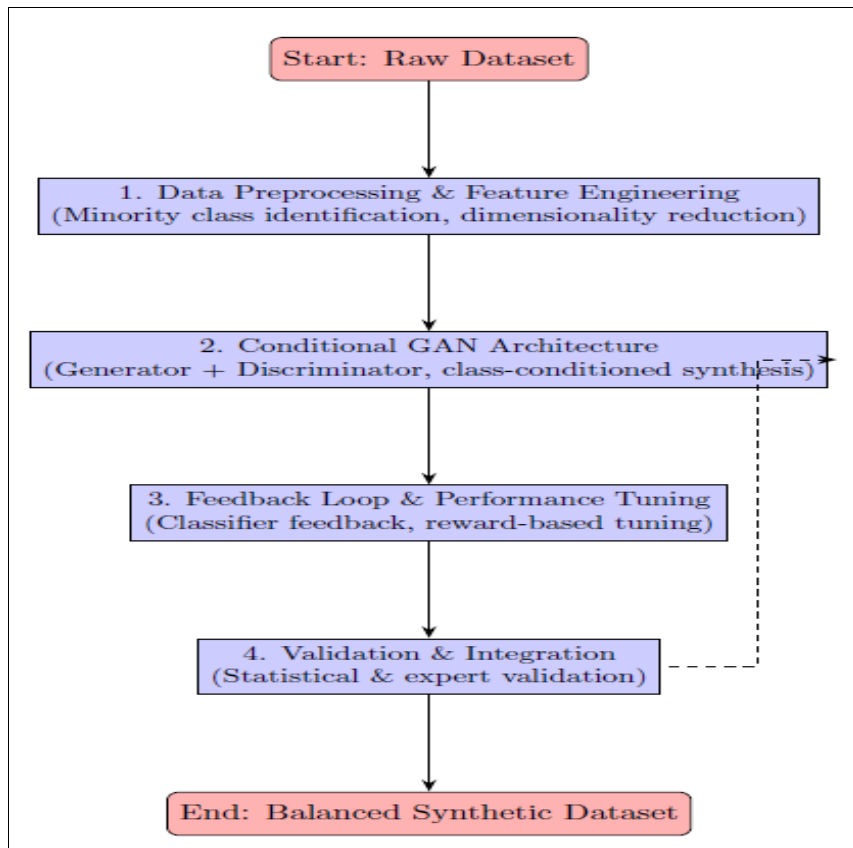 Start: Raw Dataset
1. Data Preprocessing & Feature Engineering
(Minority class identification, dimensionality reduction)
2. Conditional GAN Architecture
(Generator + Discriminator, class-conditioned synthesis)
3. Feedback Loop & Performance Tuning
(Classifier feedback, reward-based tuning)
4. Validation & Integration
(Statistical & expert validation)
End: Balanced Synthetic Dataset